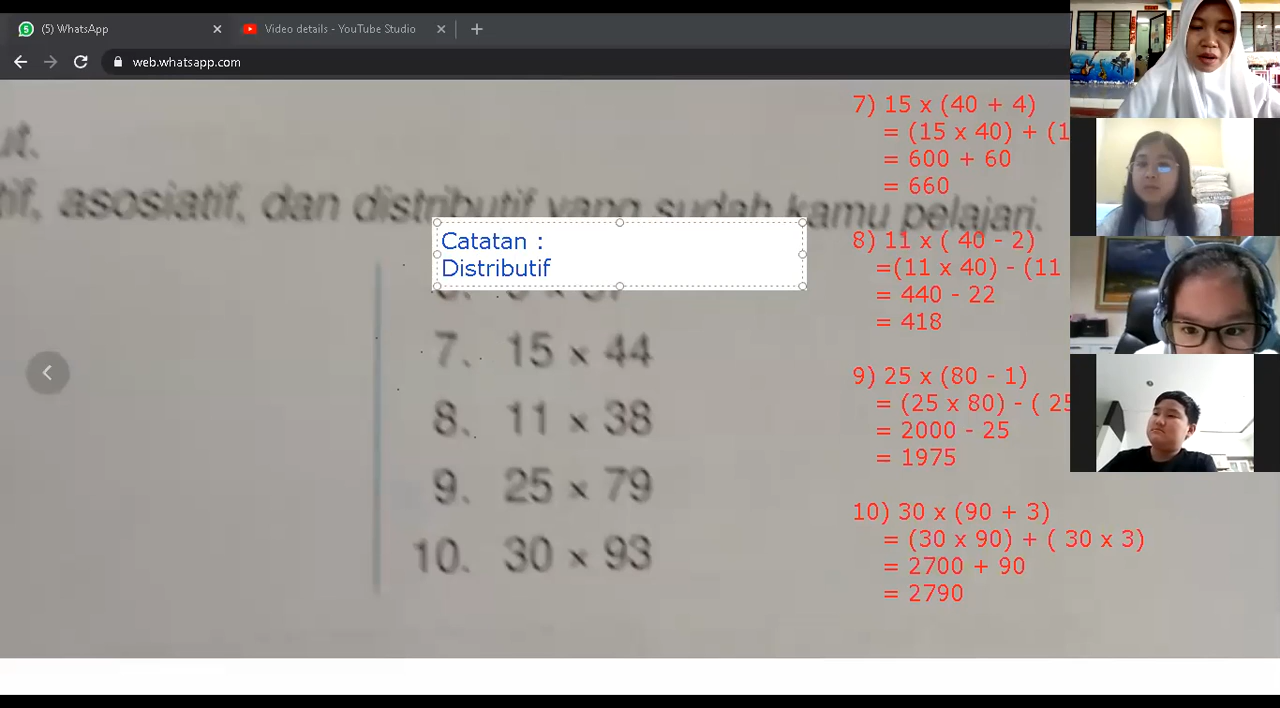 (5) WhatsApp
Video details - YouTube Studio
web.whatsapp.com
ut.
tif, asosiatif, dan distributif yang sudah kamu pelajari.
Catatan :
Distributif
7. 15 × 44
8. 11 × 38
9. 25 × 79
10. 30 × 93
7) 15 x (40 + 4)
= (15 x 40) + (1
= 600 + 60
= 660
8) 11 x ( 40 - 2)
=(11 x 40) - (11
= 440 - 22
= 418
9) 25 x (80 - 1)
= (25 x 80) - ( 25
= 2000 - 25
= 1975
10) 30 x (90 + 3)
= (30 x 90) + ( 30 x 3)
= 2700 + 90
= 2790